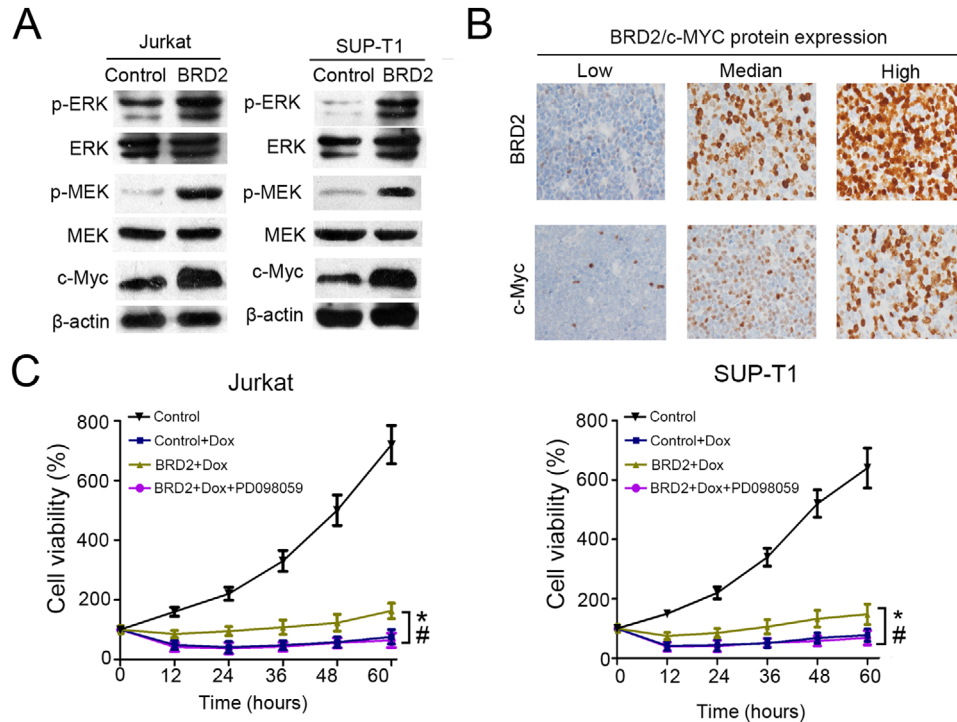 A
Jurkat
Control BRD2
p-ERK
ERK
p-MEK
MEK
c-Myc
β-actin
SUP-T1
Control BRD2
p-ERK
ERK
p-MEK
MEK
c-Myc
β-actin
B
BRD2/c-MYC protein expression
Low Median High
BRD2
c-Myc
C
Jurkat
Cell viability (%)
800
600
400
200
100
0
Control
Control+Dox
BRD2+Dox
BRD2+Dox+PD098059
*
#
0 12 24 36 48 60
Time (hours)
SUP-T1
Cell viability (%)
800
600
400
200
100
0
Control
Control+Dox
BRD2+Dox
BRD2+Dox+PD098059
*
#
0 12 24 36 48 60
Time (hours)